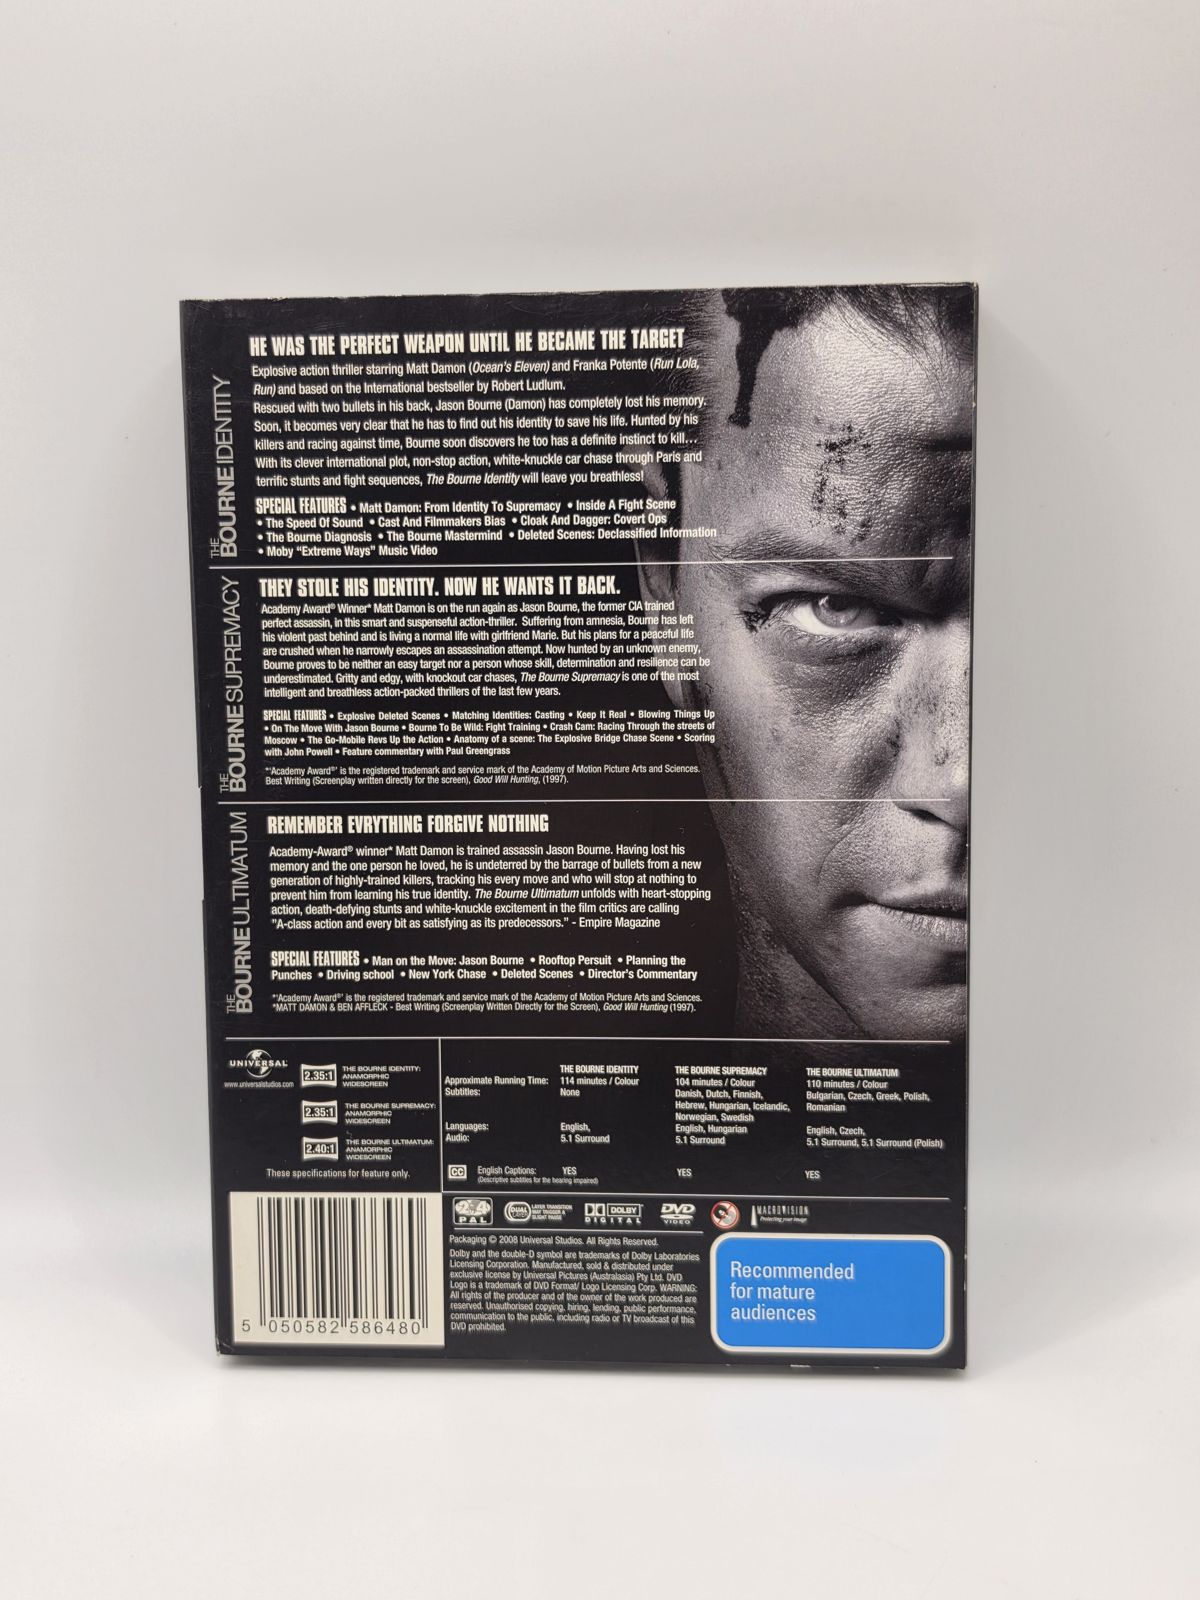 THE BOURNE IDENTITY
HE WAS THE PERFECT WEAPON UNTIL HE BECAME THE TARGET
Explosive action thriller starring Matt Damon (Ocean's Eleven) and Franka Potente (Run Lola,
Run) and based on the International bestseller by Robert Ludlum.
Rescued with two bullets in his back, Jason Bourne (Damon) has completely lost his memory.
Soon, it becomes very clear that he has to find out his identity to save his life. Hunted by his
killers and racing against time, Bourne soon discovers he too has a definite instinct to kill...
With its clever international plot, non-stop action, white-knuckle car chase through Paris and
terrific stunts and fight sequences, The Bourne Identity will leave you breathless!
SPECIAL FEATURES • Matt Damon: From Identity To Supremacy • Inside A Fight Scene
• The Speed Of Sound • Cast And Filmmakers Bias • Cloak And Dagger: Covert Ops
• The Bourne Diagnosis • The Bourne Mastermind • Deleted Scenes: Declassified Information
• Moby "Extreme Ways" Music Video
THE BOURNE SUPREMACY
THEY STOLE HIS IDENTITY. NOW HE WANTS IT BACK.
Academy Award® Winner* Matt Damon is on the run again as Jason Bourne, the former CIA trained
perfect assassin, in this smart and suspenseful action-thriller. Suffering from amnesia, Bourne has left
his violent past behind and is living a normal life with girlfriend Marie. But his plans for a peaceful life
are crushed when he narrowly escapes an assassination attempt. Now hunted by an unknown enemy,
Bourne proves to be neither an easy target nor a person whose skill, determination and resilience can be
underestimated. Gritty and edgy, with knockout car chases, The Bourne Supremacy is one of the most
intelligent and breathless action-packed thrillers of the last few years.
SPECIAL FEATURES • Explosive Deleted Scenes • Matching Identities: Casting • Keep It Real • Blowing Things Up
• On The Move With Jason Bourne • Bourne To Be Wild: Fight Training • Crash Cam: Racing Through the streets of
Moscow • The Go-Mobile Revs Up the Action • Anatomy of a scene: The Explosive Bridge Chase Scene • Scoring
with John Powell • Feature commentary with Paul Greengrass
*'Academy Award®' is the registered trademark and service mark of the Academy of Motion Picture Arts and Sciences.
Best Writing (Screenplay written directly for the screen), Good Will Hunting, (1997).
THE BOURNE ULTIMATUM
REMEMBER EVRYTHING FORGIVE NOTHING
Academy-Award® winner* Matt Damon is trained assassin Jason Bourne. Having lost his
memory and the one person he loved, he is undeterred by the barrage of bullets from a new
generation of highly-trained killers, tracking his every move and who will stop at nothing to
prevent him from learning his true identity. The Bourne Ultimatum unfolds with heart-stopping
action, death-defying stunts and white-knuckle excitement in the film critics are calling
"A-class action and every bit as satisfying as its predecessors." - Empire Magazine
SPECIAL FEATURES • Man on the Move: Jason Bourne • Rooftop Persuit • Planning the
Punches • Driving school • New York Chase • Deleted Scenes • Director's Commentary
*'Academy Award®' is the registered trademark and service mark of the Academy of Motion Picture Arts and Sciences.
*MATT DAMON & BEN AFFLECK - Best Writing (Screenplay Written Directly for the Screen), Good Will Hunting (1997).
UNIVERSAL
www.universalstudios.com
2.35:1
THE BOURNE IDENTITY:
ANAMORPHIC
WIDESCREEN
2.35:1
THE BOURNE SUPREMACY:
ANAMORPHIC
WIDESCREEN
2.40:1
THE BOURNE ULTIMATUM:
ANAMORPHIC
WIDESCREEN
These specifications for feature only.
THE BOURNE IDENTITY THE BOURNE SUPREMACY THE BOURNE ULTIMATUM
Approximate Running Time: 114 minutes / Colour 104 minutes / Colour 110 minutes / Colour
Subtitles: None Danish, Dutch, Finnish, Bulgarian, Czech, Greek, Polish,
Hebrew, Hungarian, Icelandic, Romanian
Norwegian, Swedish
Languages: English, English, Hungarian English, Czech,
Audio: 5.1 Surround 5.1 Surround 5.1 Surround, 5.1 Surround (Polish)
CC English Captions: YES YES YES
(Descriptive subtitles for the hearing impaired)
2 4
PAL
DUAL
LAYER TRANSITION
MAY TRIGGER A
SLIGHT PAUSE
DOLBY
DIGITAL
DVD
VIDEO
MACROVISION
Protecting your image
Packaging © 2008 Universal Studios. All Rights Reserved.
Dolby and the double-D symbol are trademarks of Dolby Laboratories
Licensing Corporation. Manufactured, sold & distributed under
exclusive license by Universal Pictures (Australasia) Pty Ltd. DVD
Logo is a trademark of DVD Format/ Logo Licensing Corp. WARNING:
All rights of the producer and of the owner of the work produced are
reserved. Unauthorised copying, hiring, lending, public performance,
communication to the public, including radio or TV broadcast of this
DVD prohibited.
Recommended
for mature
audiences
5 050582 586480